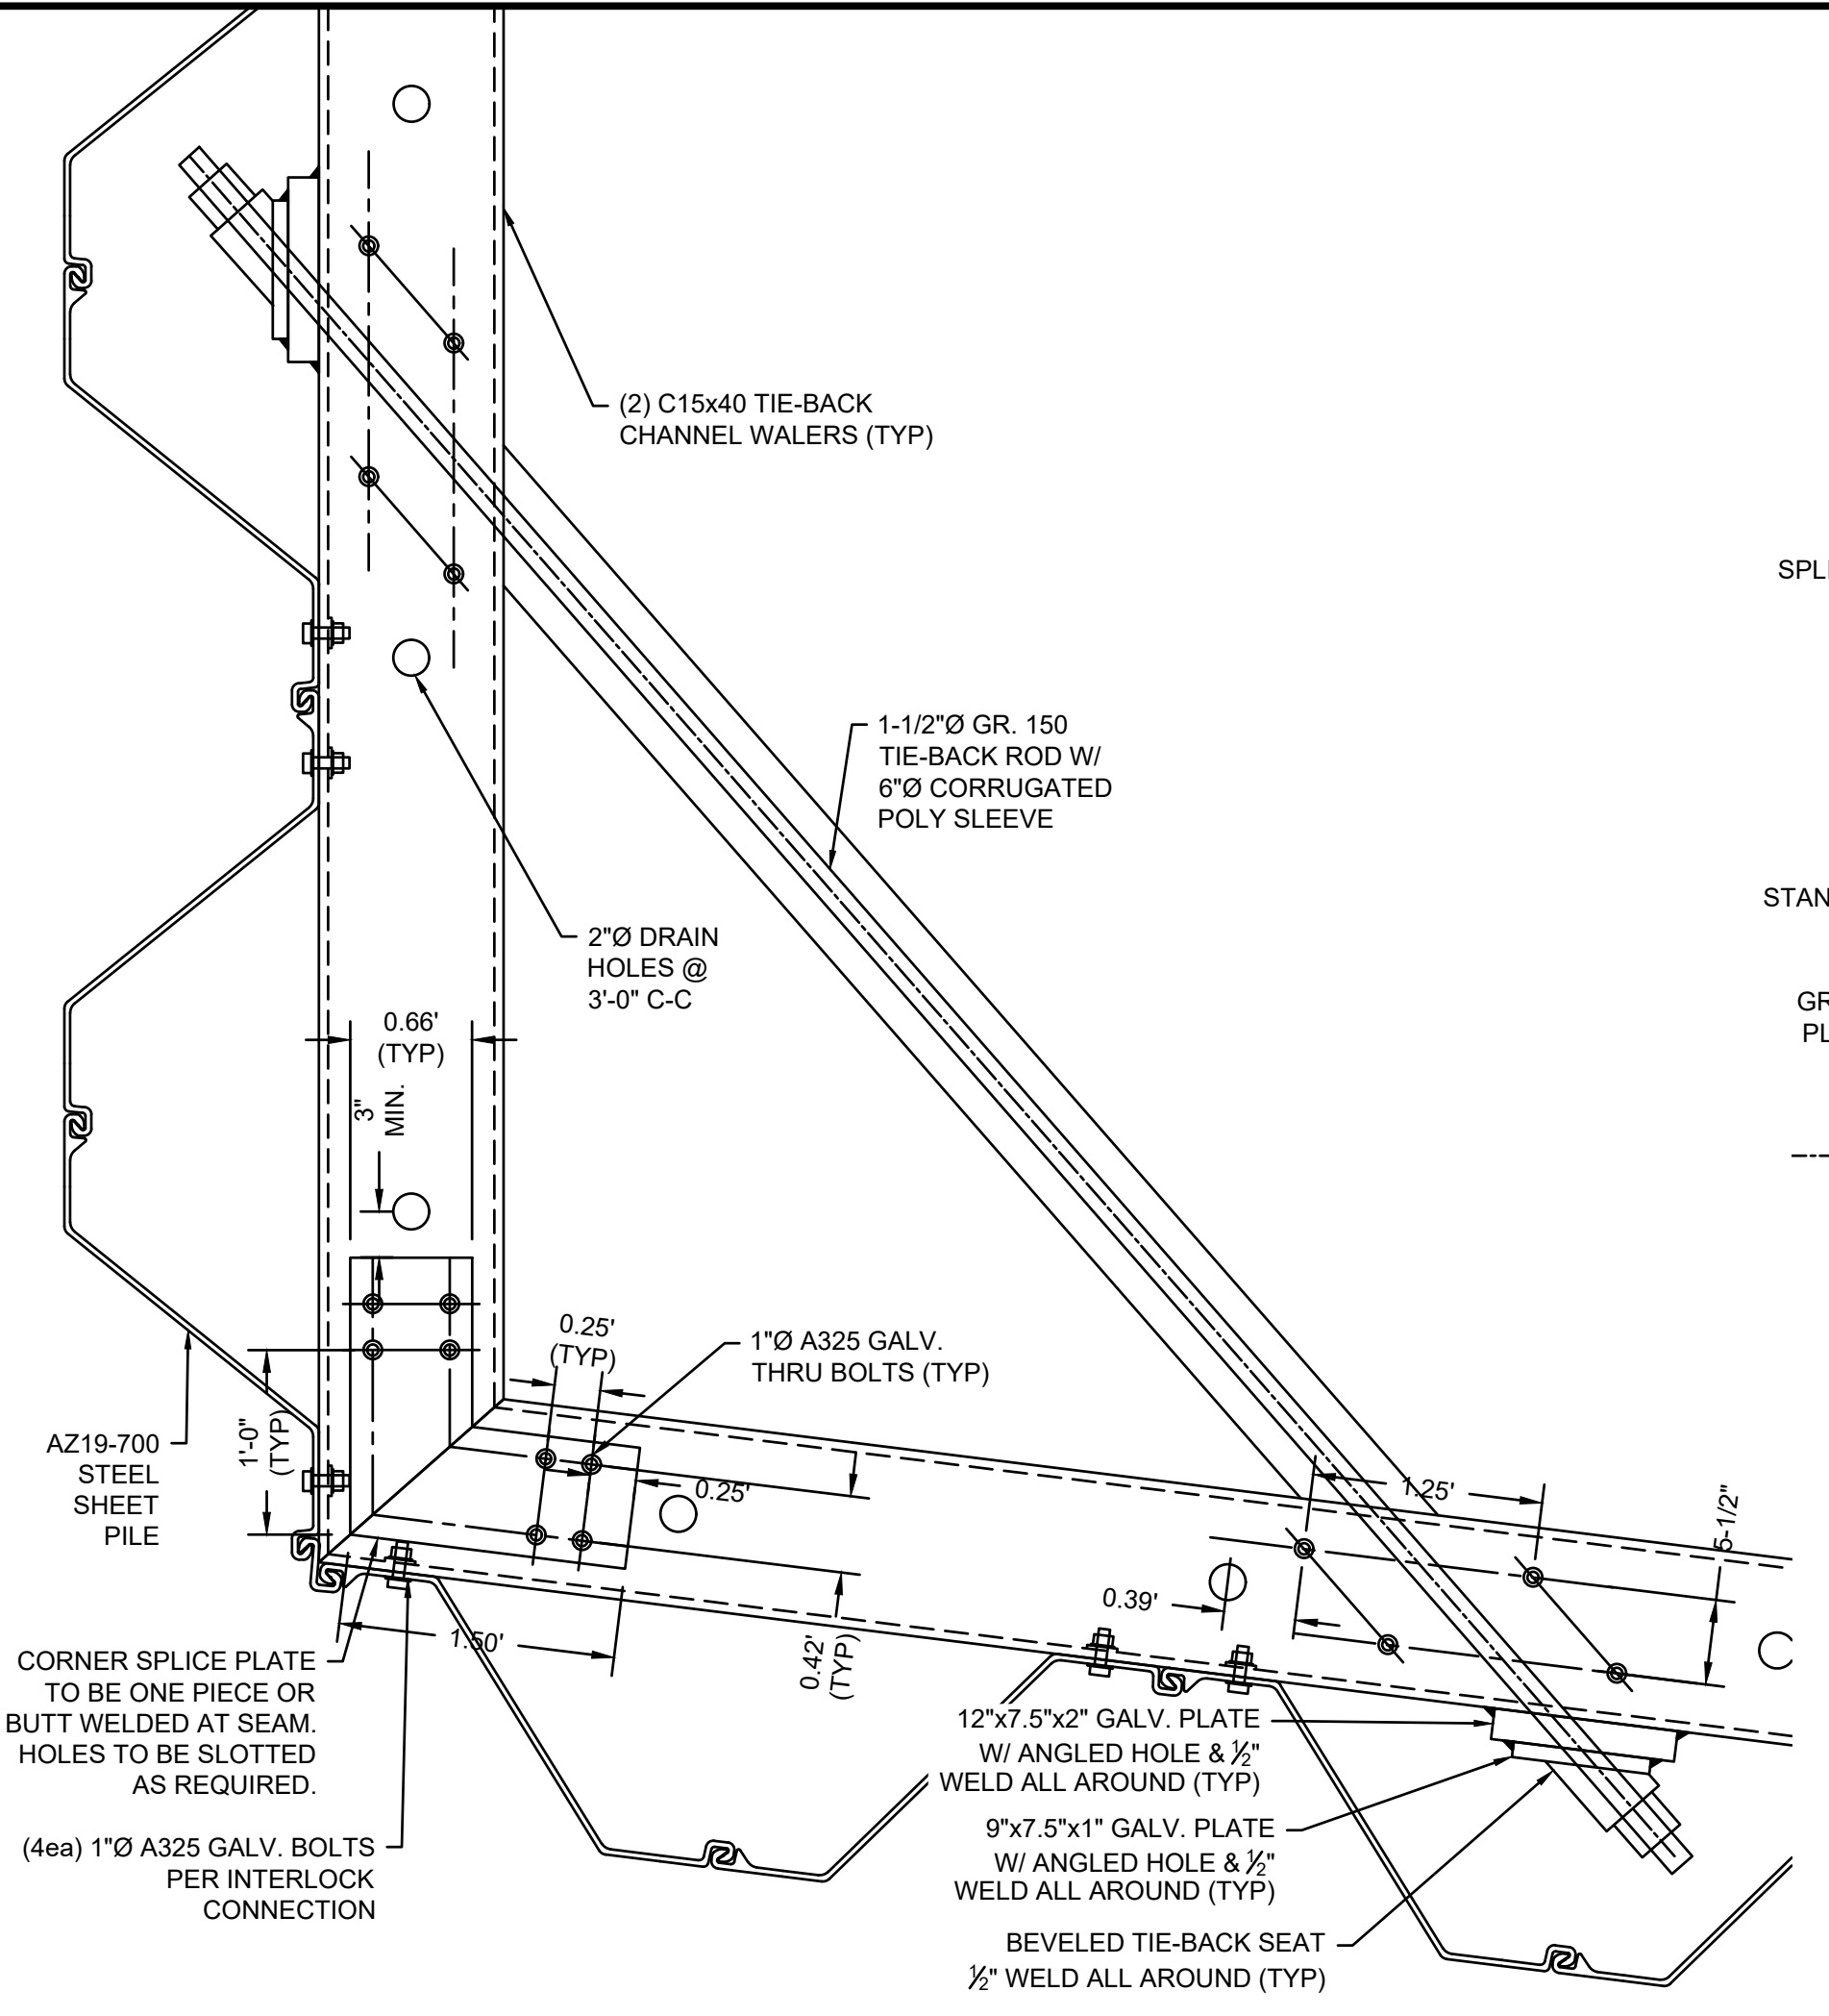 (2) C15x40 TIE-BACK
CHANNEL WALERS (TYP)
SPLI
1-1/2"Ø GR. 150
TIE-BACK ROD W/
6"Ø CORRUGATED
POLY SLEEVE
STAN
2"Ø DRAIN
HOLES @
3'-0" C-C
GR
PL
0.66'
(TYP)
3"
MIN.
0.25'
(TYP)
1"Ø A325 GALV.
THRU BOLTS (TYP)
AZ19-700
STEEL
SHEET
PILE
1'-0"
(TYP)
0.25'
1.25'
5-1/2"
0.39'
1.50'
0.42'
(TYP)
CORNER SPLICE PLATE
TO BE ONE PIECE OR
BUTT WELDED AT SEAM.
HOLES TO BE SLOTTED
AS REQUIRED.
12"x7.5"x2" GALV. PLATE
W/ ANGLED HOLE & ½"
WELD ALL AROUND (TYP)
(4ea) 1"Ø A325 GALV. BOLTS
PER INTERLOCK
CONNECTION
9"x7.5"x1" GALV. PLATE
W/ ANGLED HOLE & ½"
WELD ALL AROUND (TYP)
BEVELED TIE-BACK SEAT
½" WELD ALL AROUND (TYP)